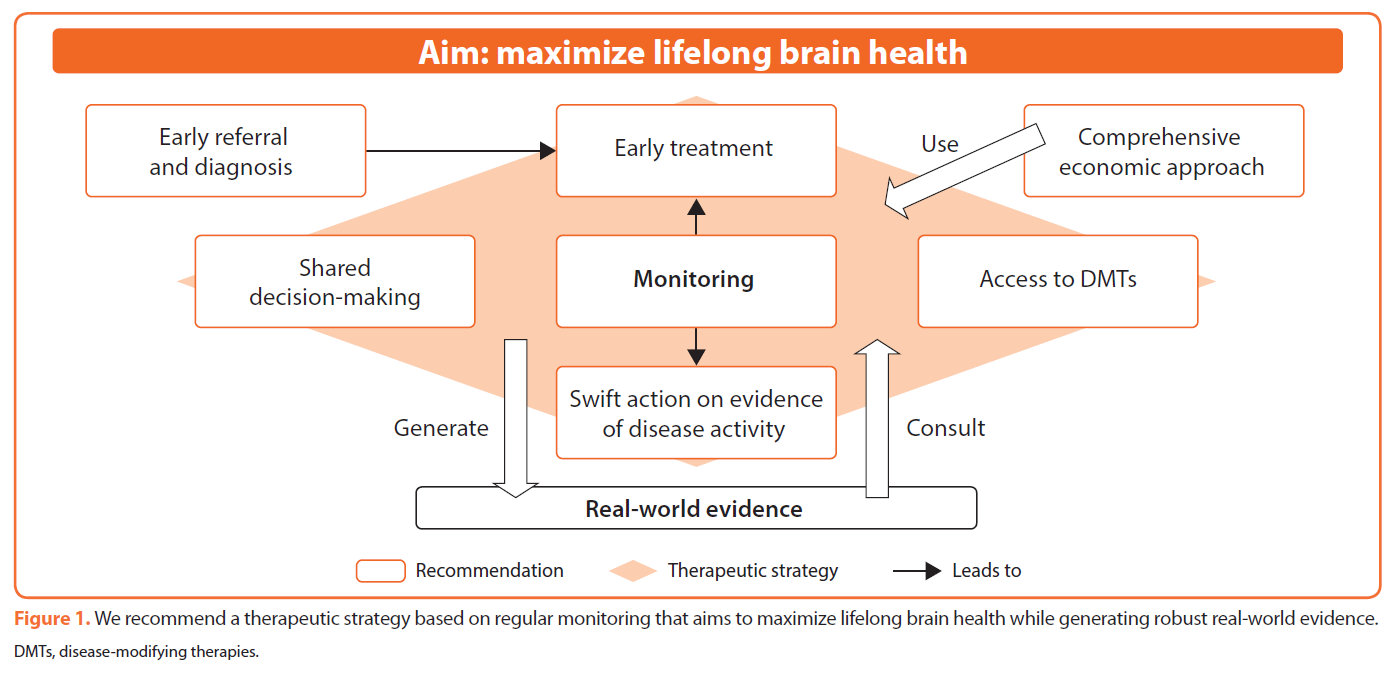 Aim: maximize lifelong brain health
Early referral
and diagnosis
Early treatment
Use
Comprehensive
economic approach
Shared
decision-making
Monitoring
Access to DMTs
Swift action on evidence
of disease activity
Generate
Consult
Real-world evidence
Recommendation
Therapeutic strategy
Leads to
Figure 1. We recommend a therapeutic strategy based on regular monitoring that aims to maximize lifelong brain health while generating robust real-world evidence.
DMTs, disease-modifying therapies.